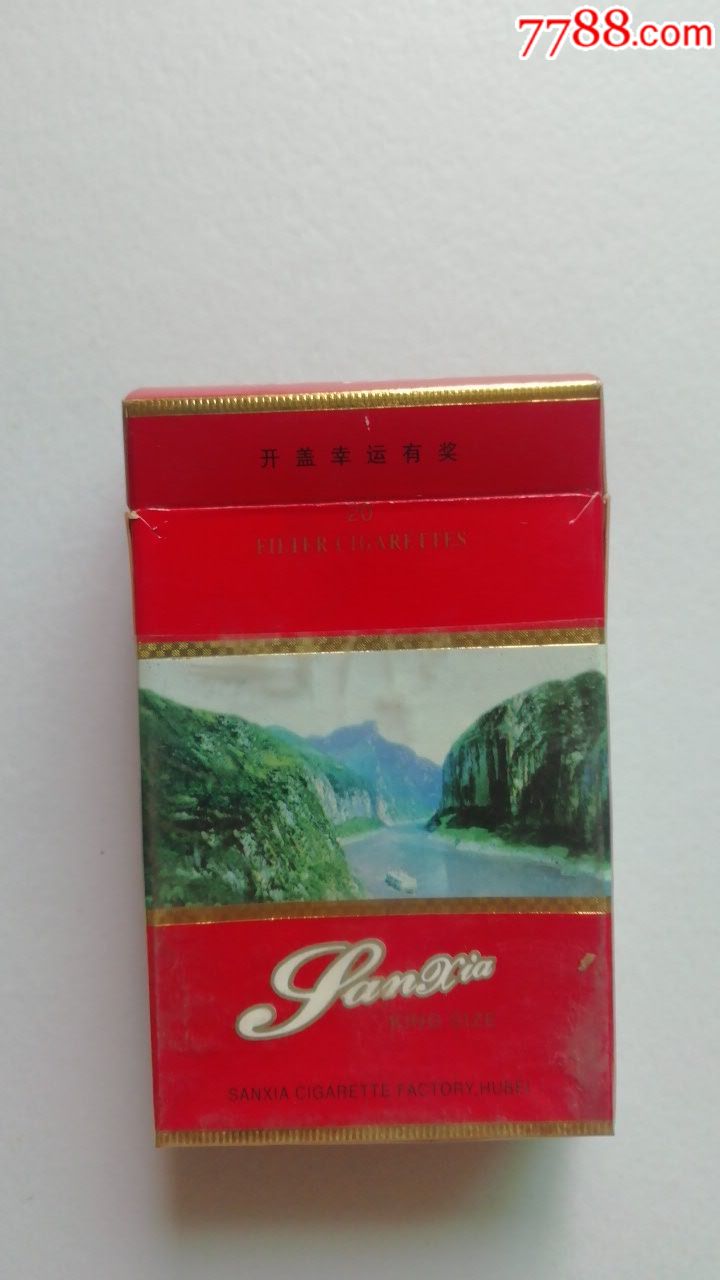 7788.com
开盖幸运有奖
20
FILTER CIGARETTES
SanXia
KING SIZE
SANXIA CIGARETTE FACTORY,HUBEI